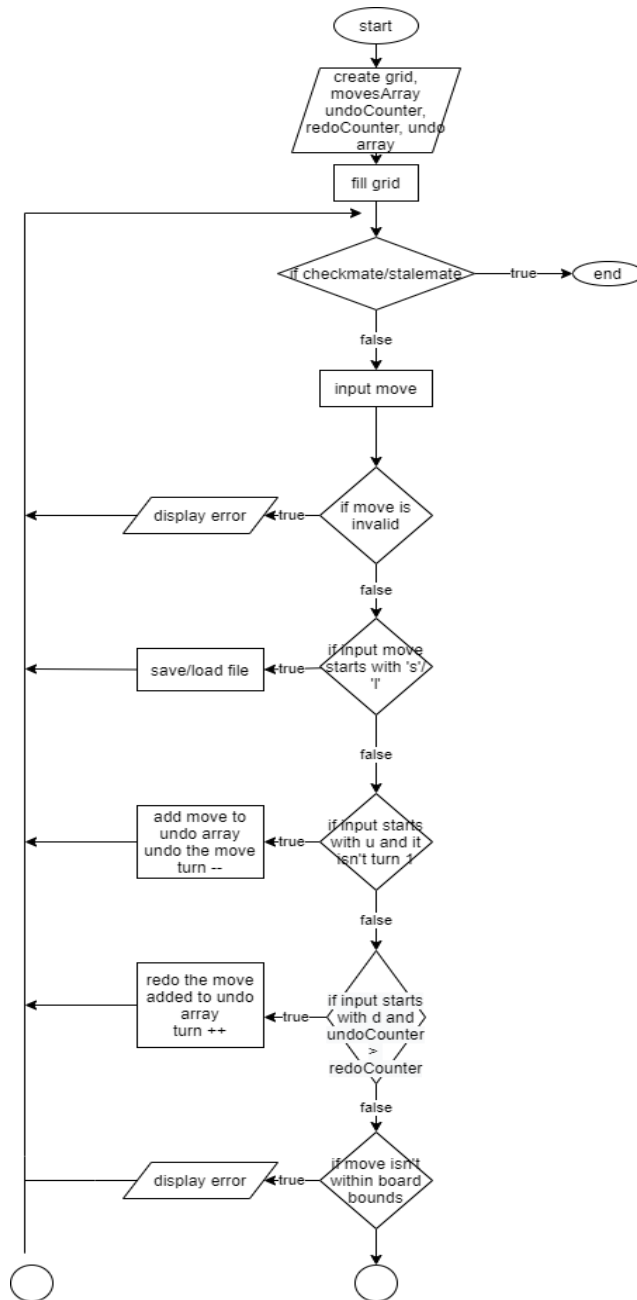 start
create grid,
movesArray
undoCounter,
redoCounter, undo
array
fill grid
if checkmate/stalemate
true
end
false
input move
if move is
invalid
true
display error
false
if input move
starts with 's'/
'l'
true
save/load file
false
if input starts
with u and it
isn't turn 1
true
add move to
undo array
undo the move
turn --
false
if input starts
with d and
undoCounter
>
redoCounter
true
redo the move
added to undo
array
turn ++
false
if move isn't
within board
bounds
true
display error